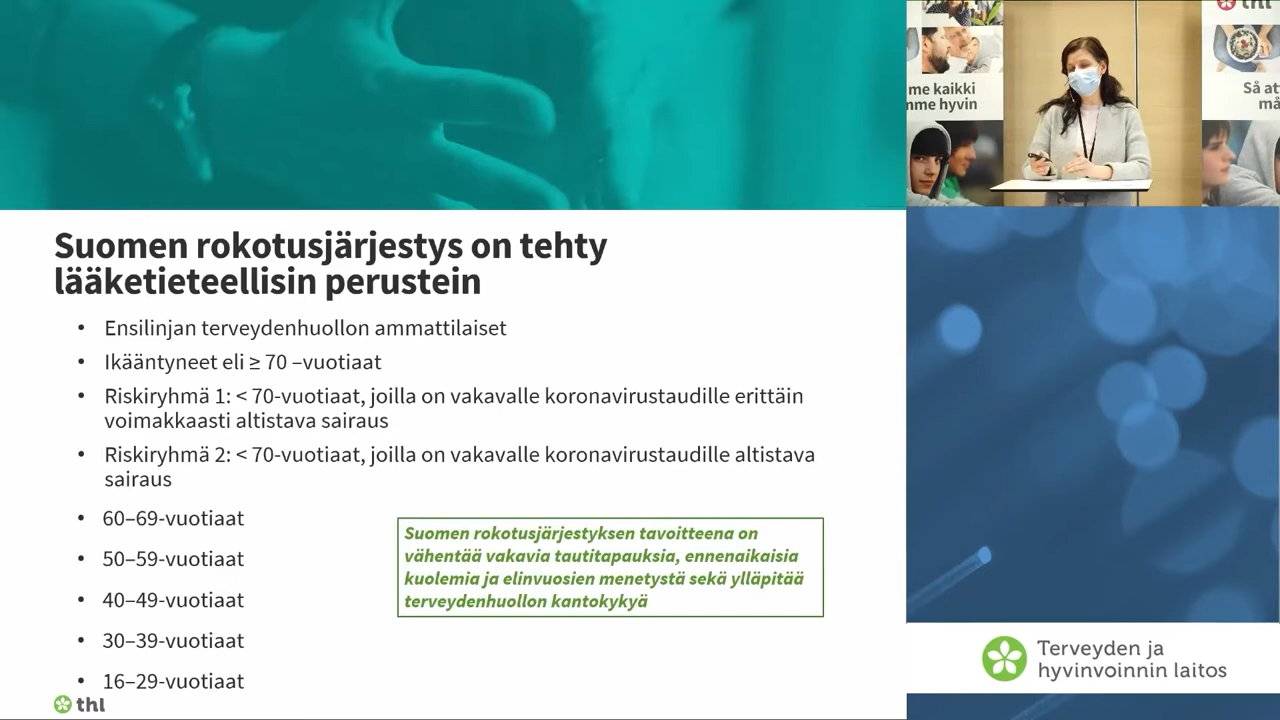 Suomen rokotusjärjestys on tehty
lääketieteellisin perustein
• Ensilinjan terveydenhuollon ammattilaiset
• Ikääntyneet eli ≥ 70 –vuotiaat
• Riskiryhmä 1: < 70-vuotiaat, joilla on vakavalle koronavirustaudille erittäin
voimakkaasti altistava sairaus
• Riskiryhmä 2: < 70-vuotiaat, joilla on vakavalle koronavirustaudille altistava
sairaus
• 60–69-vuotiaat
• 50–59-vuotiaat
• 40–49-vuotiaat
• 30–39-vuotiaat
• 16–29-vuotiaat
Suomen rokotusjärjestyksen tavoitteena on
vähentää vakavia tautitapauksia, ennenaikaisia
kuolemia ja elinvuosien menetystä sekä ylläpitää
terveydenhuollon kantokykyä
thl
thl
me kaikki
mme hyvin
Så at
må
Terveyden ja
hyvinvoinnin laitos